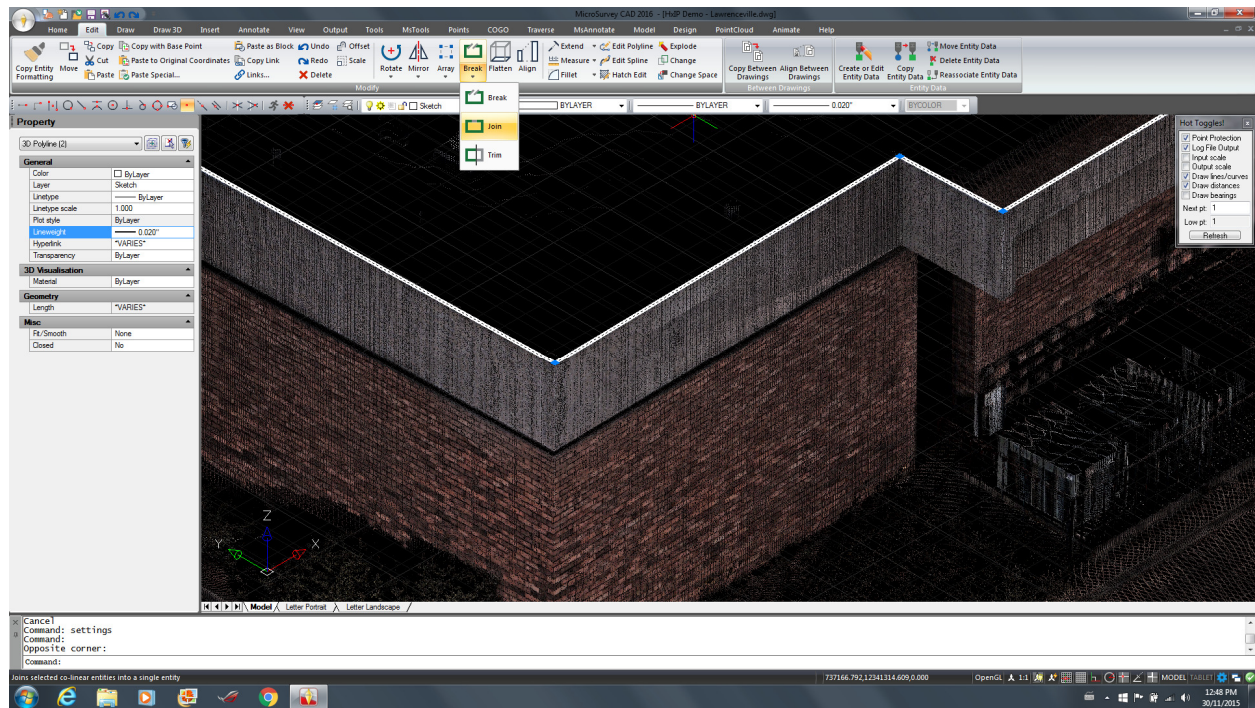 MicroSurvey CAD 2016 - [HxIP Demo - Lawrenceville.dwg]
Home Edit Draw Draw 3D Insert Annotate View Output Tools MsTools Points COGO Traverse MsAnnotate Model Design PointCloud Animate Help
Copy Entity Formatting
Move
Copy
Cut
Paste
Copy with Base Point
Paste to Original Coordinates
Paste Special...
Paste as Block
Copy Link
Links...
Undo
Redo
Delete
Offset
Scale
Rotate
Mirror
Array
Break
Flatten
Align
Extend
Measure
Fillet
Edit Polyline
Edit Spline
Hatch Edit
Explode
Change
Change Space
Modify
Copy Between Drawings
Align Between Drawings
Between Drawings
Create or Edit Entity Data
Copy Entity Data
Move Entity Data
Delete Entity Data
Reassociate Entity Data
Entity Data
Break
Join
Trim
Sketch
BYLAYER
BYLAYER
0.020"
BYCOLOR
Property
3D Polyline (2)
General
Color ByLayer
Layer Sketch
Linetype ByLayer
Linetype scale 1.000
Plot style ByLayer
Lineweight 0.020"
Hyperlink *VARIES*
Transparency ByLayer
3D Visualisation
Material ByLayer
Geometry
Length *VARIES*
Misc
Fit/Smooth None
Closed No
Hot Toggles!
Point Protection
Log File Output
Input scale
Output scale
Draw lines/curves
Draw distances
Draw bearings
Next pt: 1
Low pt: 1
Refresh
Z
Y X
Model Letter Portrait Letter Landscape
Cancel
Command: settings
Command:
Opposite corner:
Command:
Joins selected co-linear entities into a single entity
737166.792,12341314.609,0.000
OpenGL 1:1 MODEL TABLET
12:48 PM
30/11/2015